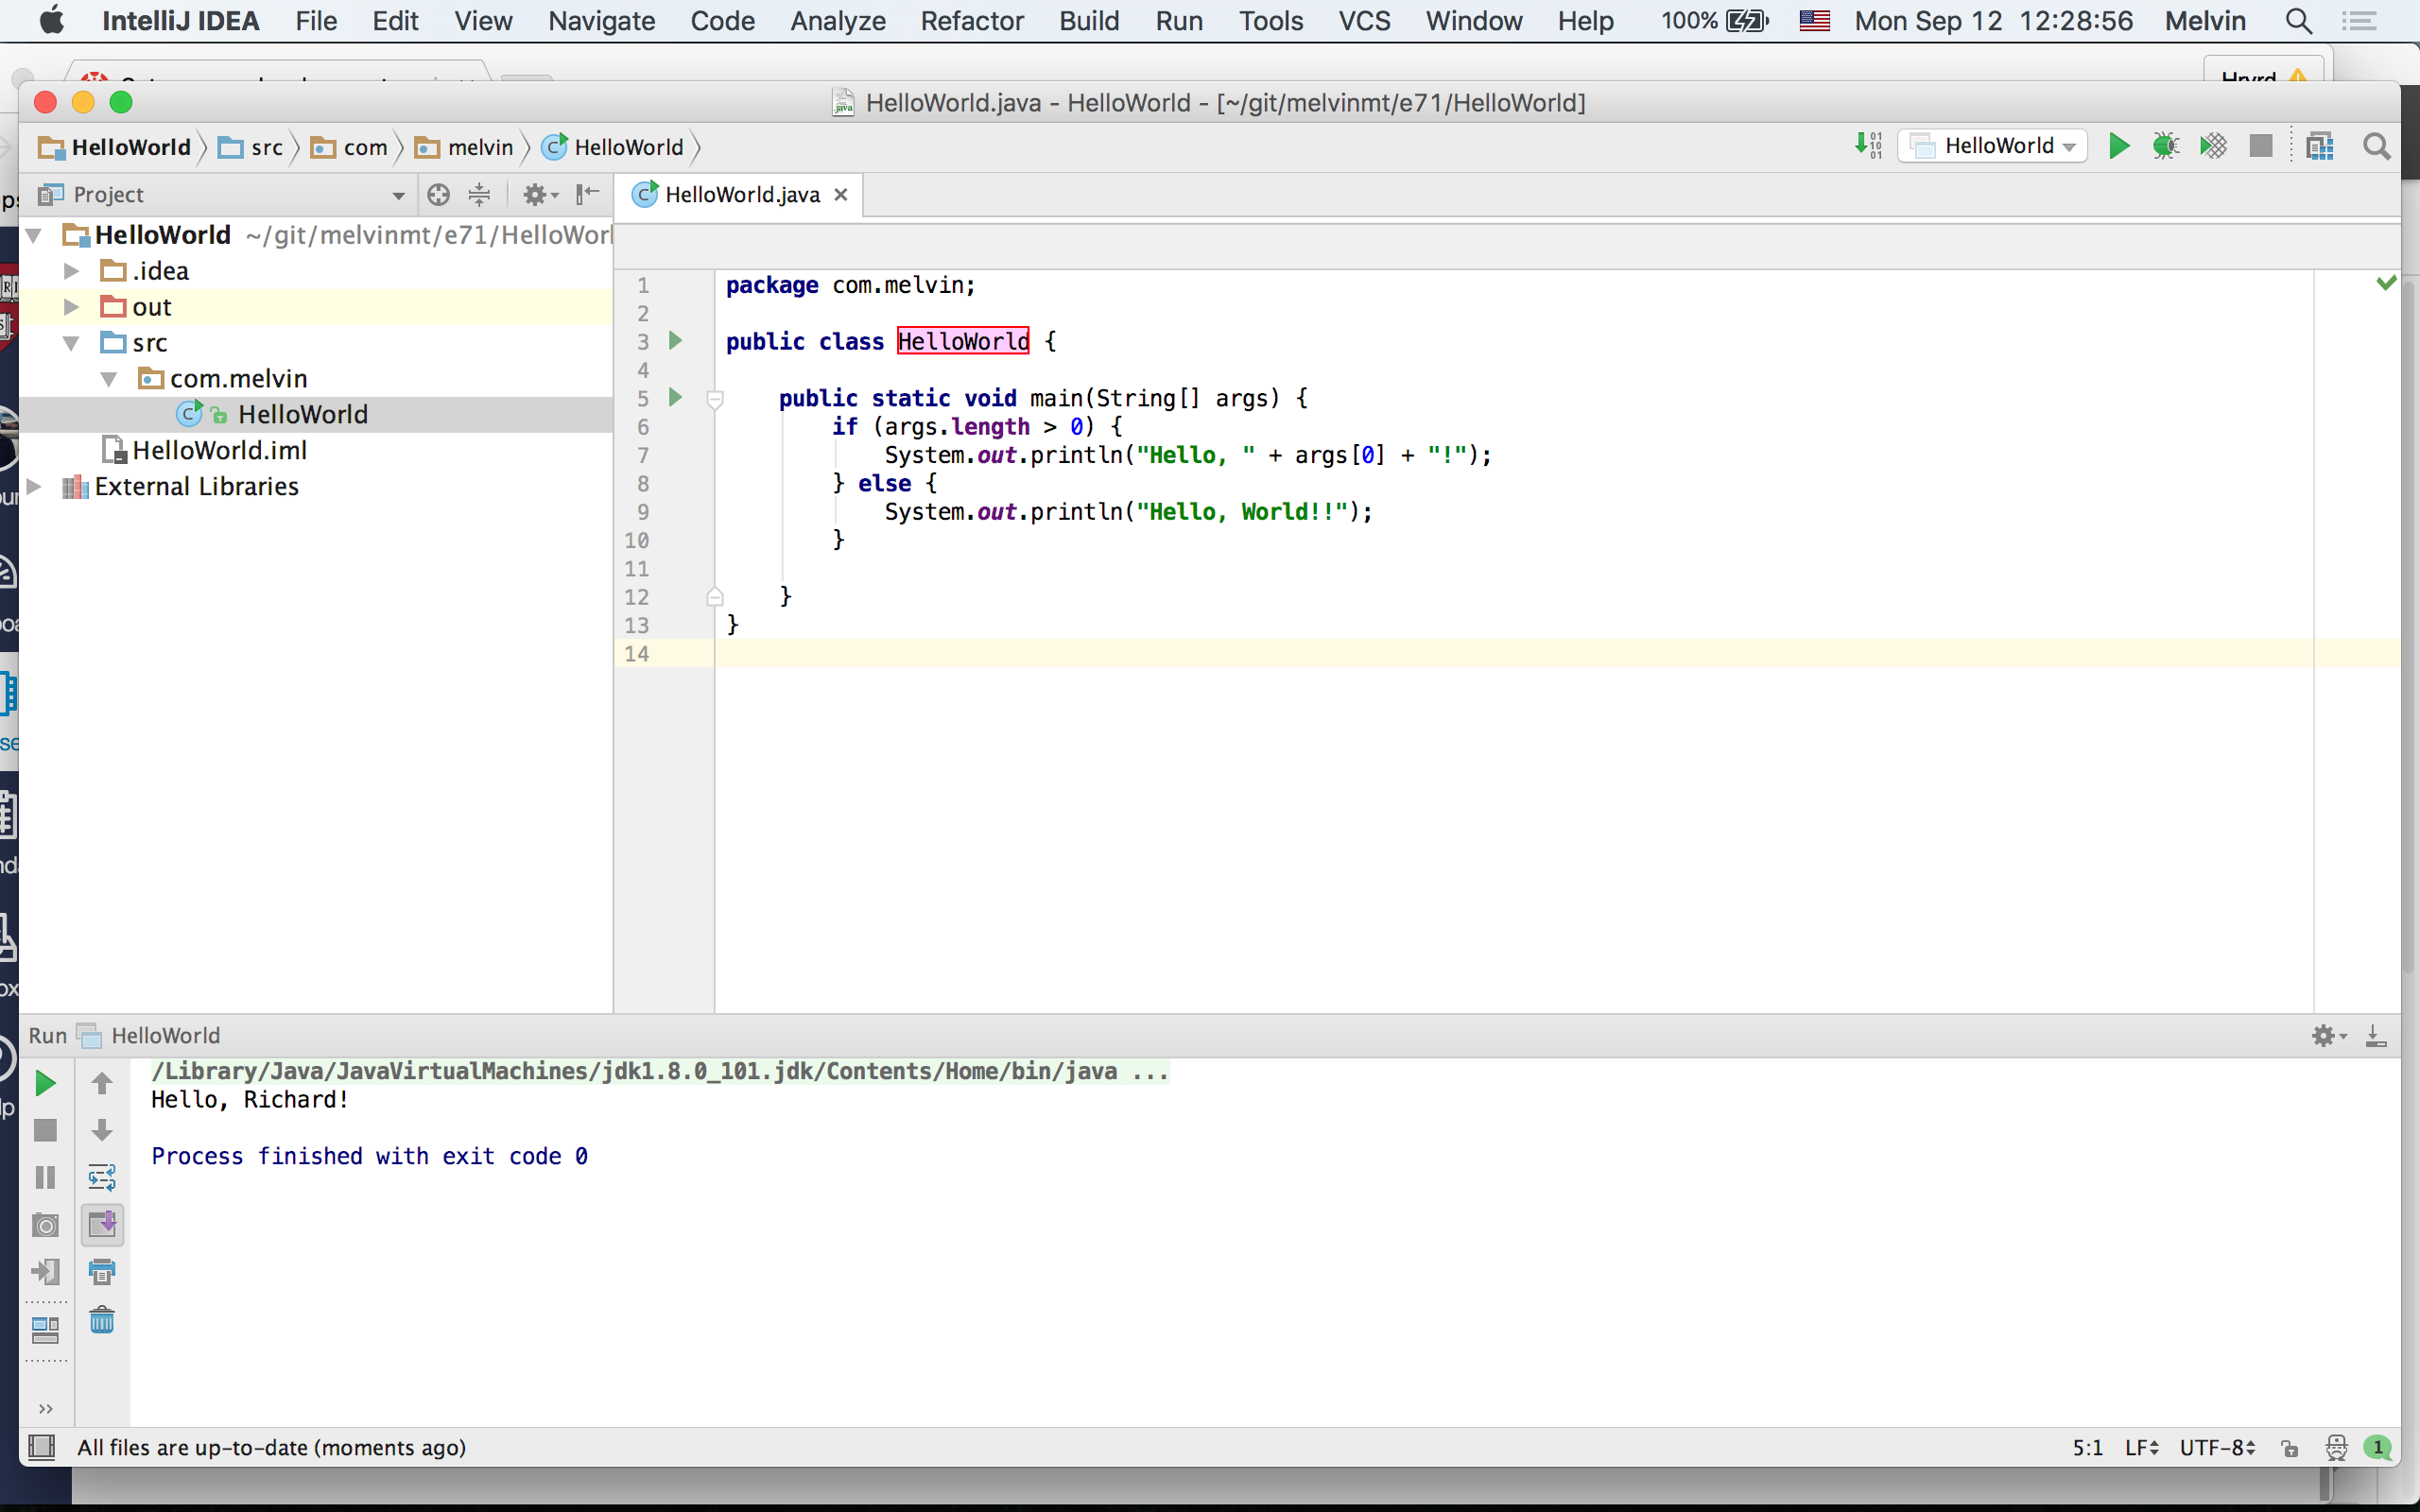 IntelliJ IDEA File Edit View Navigate Code Analyze Refactor Build Run Tools VCS Window Help 100% Mon Sep 12 12:28:56 Melvin
HelloWorld.java - HelloWorld - [~/git/melvinmt/e71/HelloWorld]
HelloWorld src com melvin HelloWorld
HelloWorld
Project
HelloWorld.java
HelloWorld ~/git/melvinmt/e71/HelloWorl
.idea
out
src
com.melvin
HelloWorld
HelloWorld.iml
External Libraries
1 package com.melvin;
2
3 public class HelloWorld {
4
5 public static void main(String[] args) {
6 if (args.length > 0) {
7 System.out.println("Hello, " + args[0] + "!");
8 } else {
9 System.out.println("Hello, World!!");
10 }
11
12 }
13 }
14
Run HelloWorld
/Library/Java/JavaVirtualMachines/jdk1.8.0_101.jdk/Contents/Home/bin/java ...
Hello, Richard!
Process finished with exit code 0
All files are up-to-date (moments ago)
5:1 LF UTF-8 1